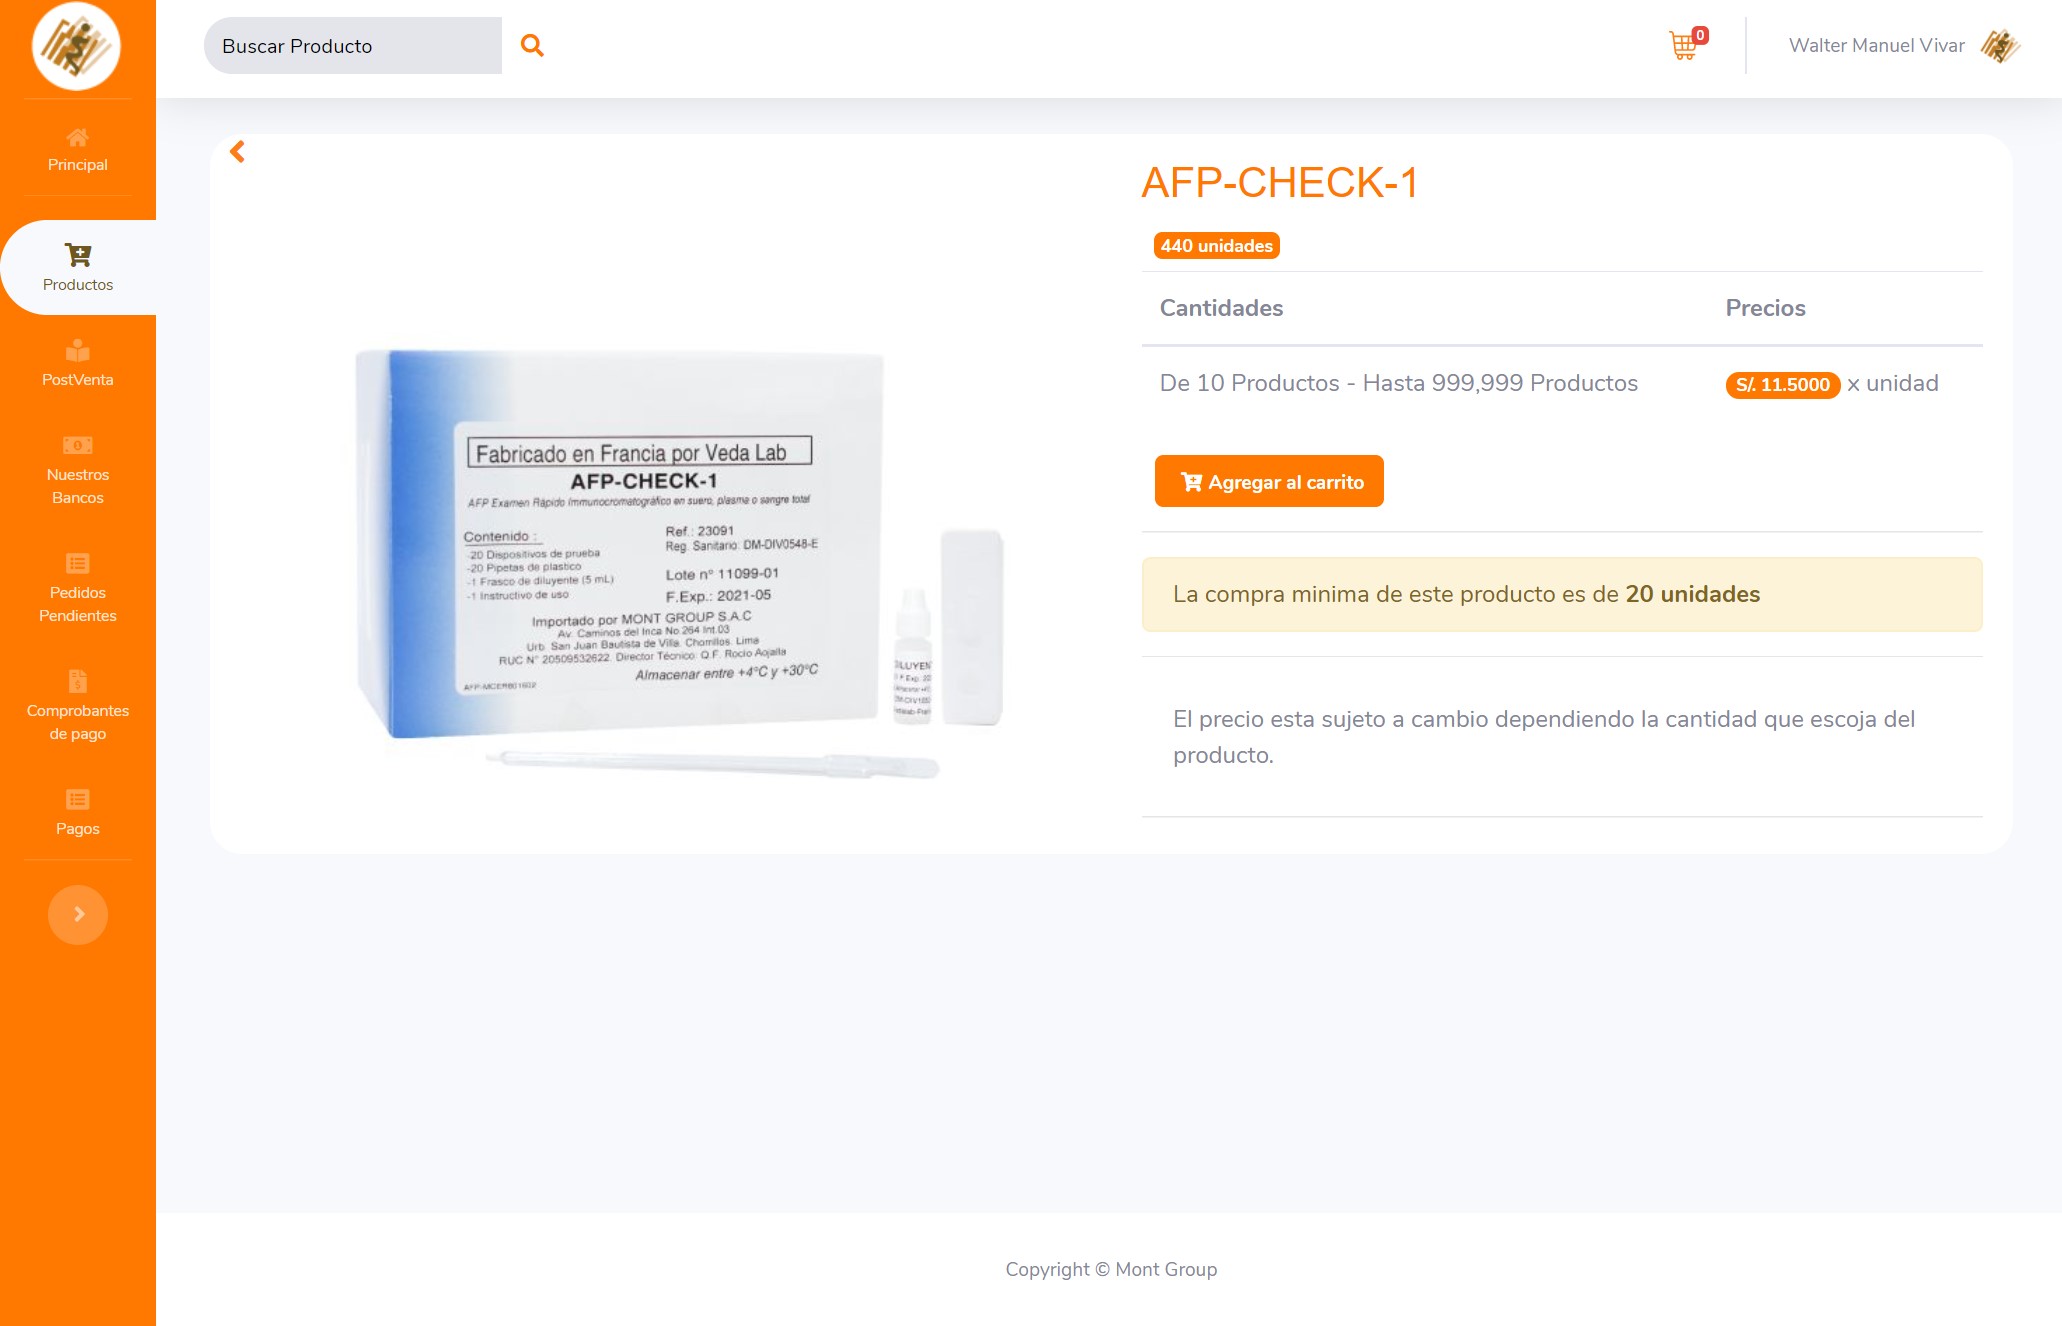 Buscar Producto
0
Walter Manuel Vivar
Principal
Productos
PostVenta
Nuestros
Bancos
Pedidos
Pendientes
Comprobantes
de pago
Pagos
Fabricado en Francia por Veda Lab
AFP-CHECK-1
AFP Examen Rápido Immunocromatográfico en suero, plasma o sangre total
Contenido :
-20 Dispositivos de prueba
-20 Pipetas de plastico
-1 Frasco de diluyente (5 mL)
-1 Instructivo de uso
Ref.: 23091
Reg. Sanitario: DM-DIV0548-E
Lote n° 11099-01
F.Exp.: 2021-05
Importado por MONT GROUP S.A.C
Av. Caminos del Inca No.264 Int.03
Urb. San Juan Bautista de Villa. Chorrillos. Lima
RUC N° 20509532622. Director Técnico: Q.F. Rocio
Almacenar entre +4°C y +30°C
AFP-CHECK-1
440 unidades
Cantidades Precios
De 10 Productos - Hasta 999,999 Productos S/. 11.5000 x unidad
Agregar al carrito
La compra minima de este producto es de 20 unidades
El precio esta sujeto a cambio dependiendo la cantidad que escoja del
producto.
Copyright © Mont Group